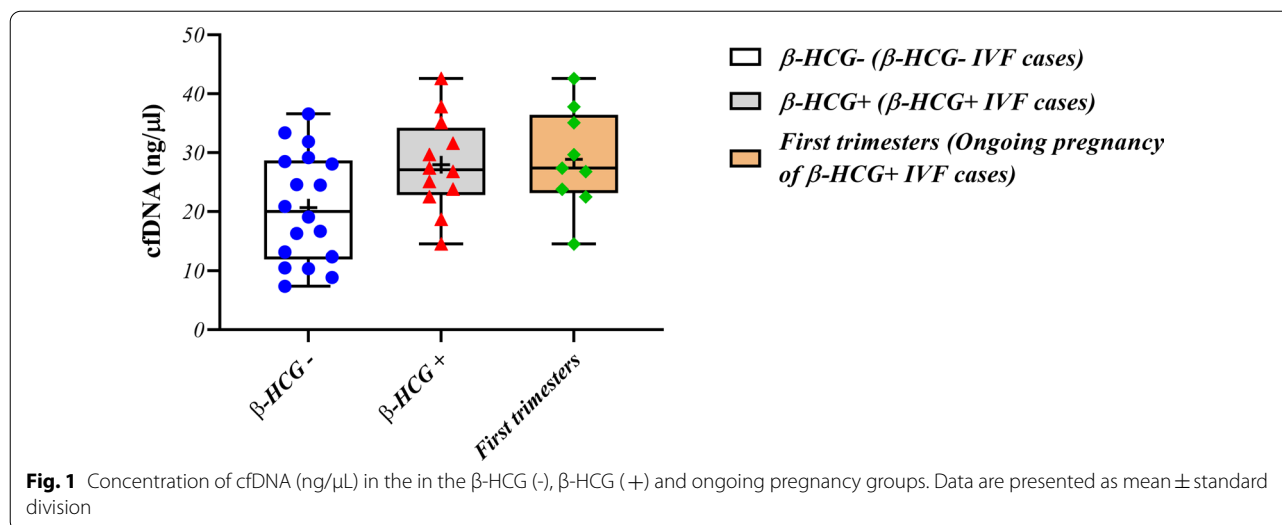 50
40
30
20
10
0
cfDNA (ng/µl)
β-HCG -
β-HCG +
First trimesters
β-HCG- (β-HCG- IVF cases)
β-HCG+ (β-HCG+ IVF cases)
First trimesters (Ongoing pregnancy
of β-HCG+ IVF cases)
Fig. 1 Concentration of cfDNA (ng/µL) in the in the β-HCG (-), β-HCG (+) and ongoing pregnancy groups. Data are presented as mean ± standard
division